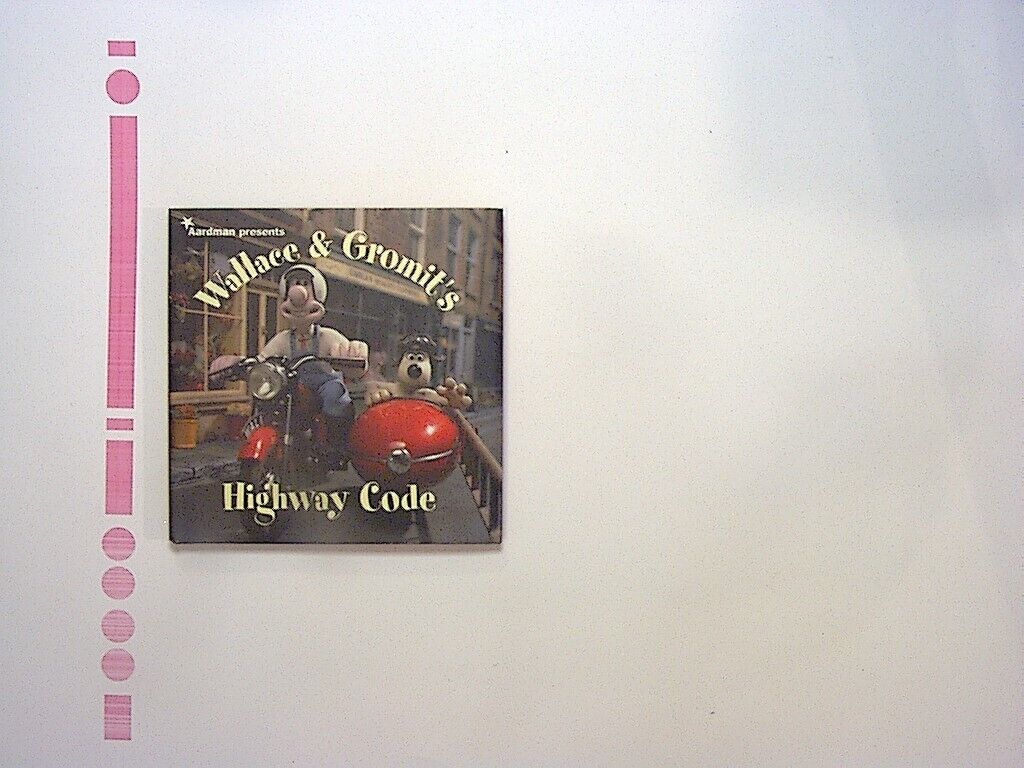 Aardman presents
Wallace & Gromit's
Highway Code